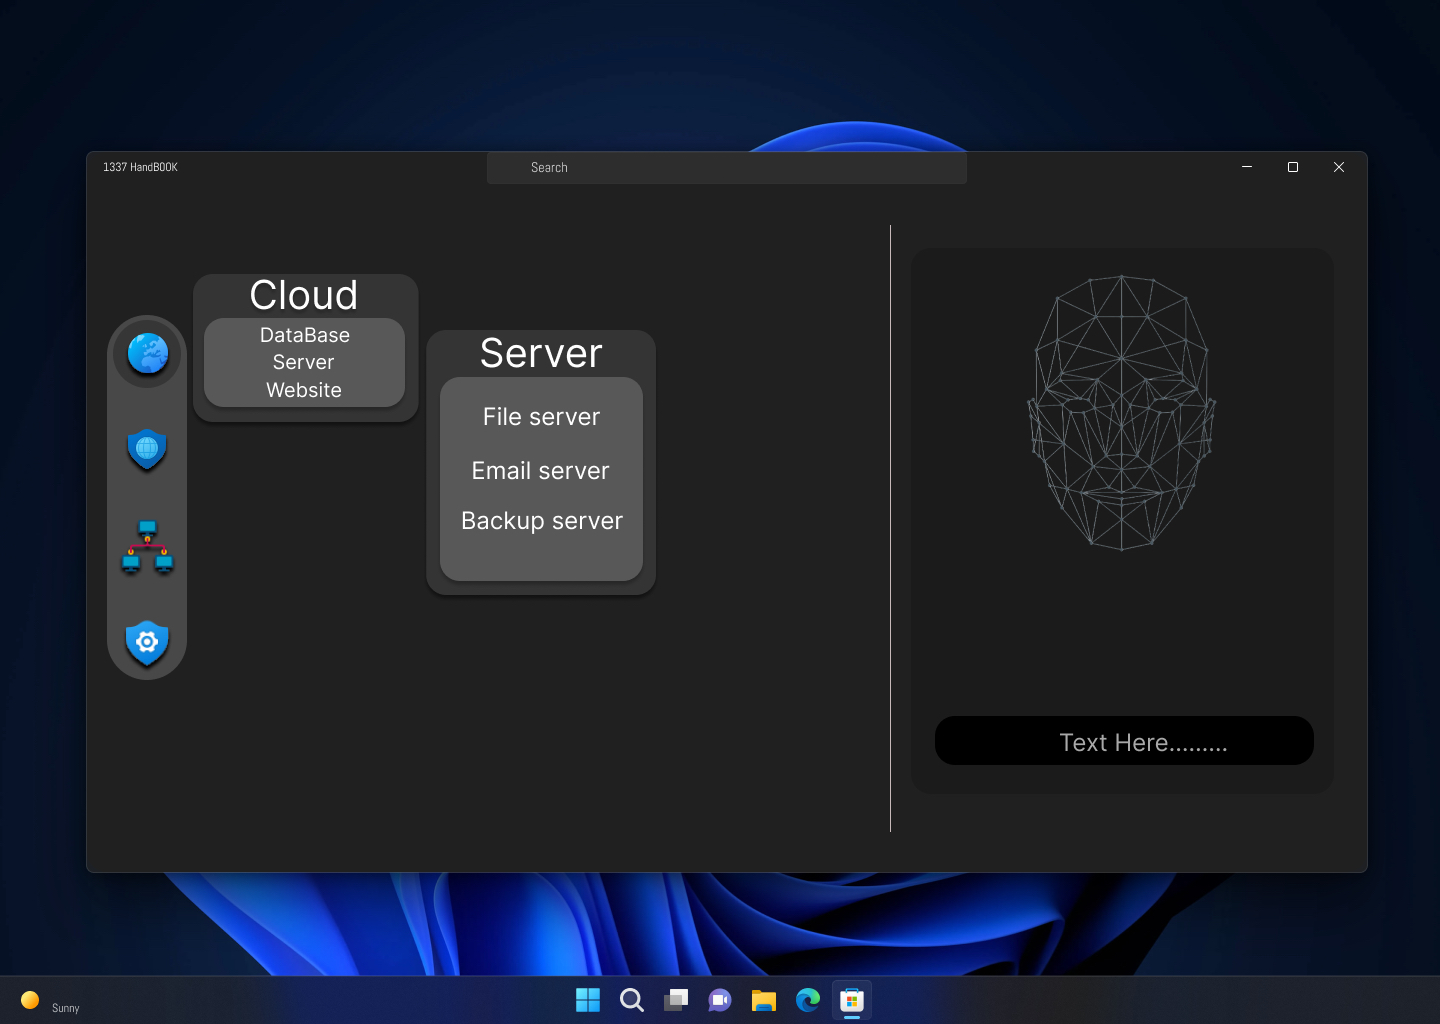 1337 HandBOOK
Search
Cloud
DataBase
Server
Website
Server
File server
Email server
Backup server
Text Here.........
Sunny